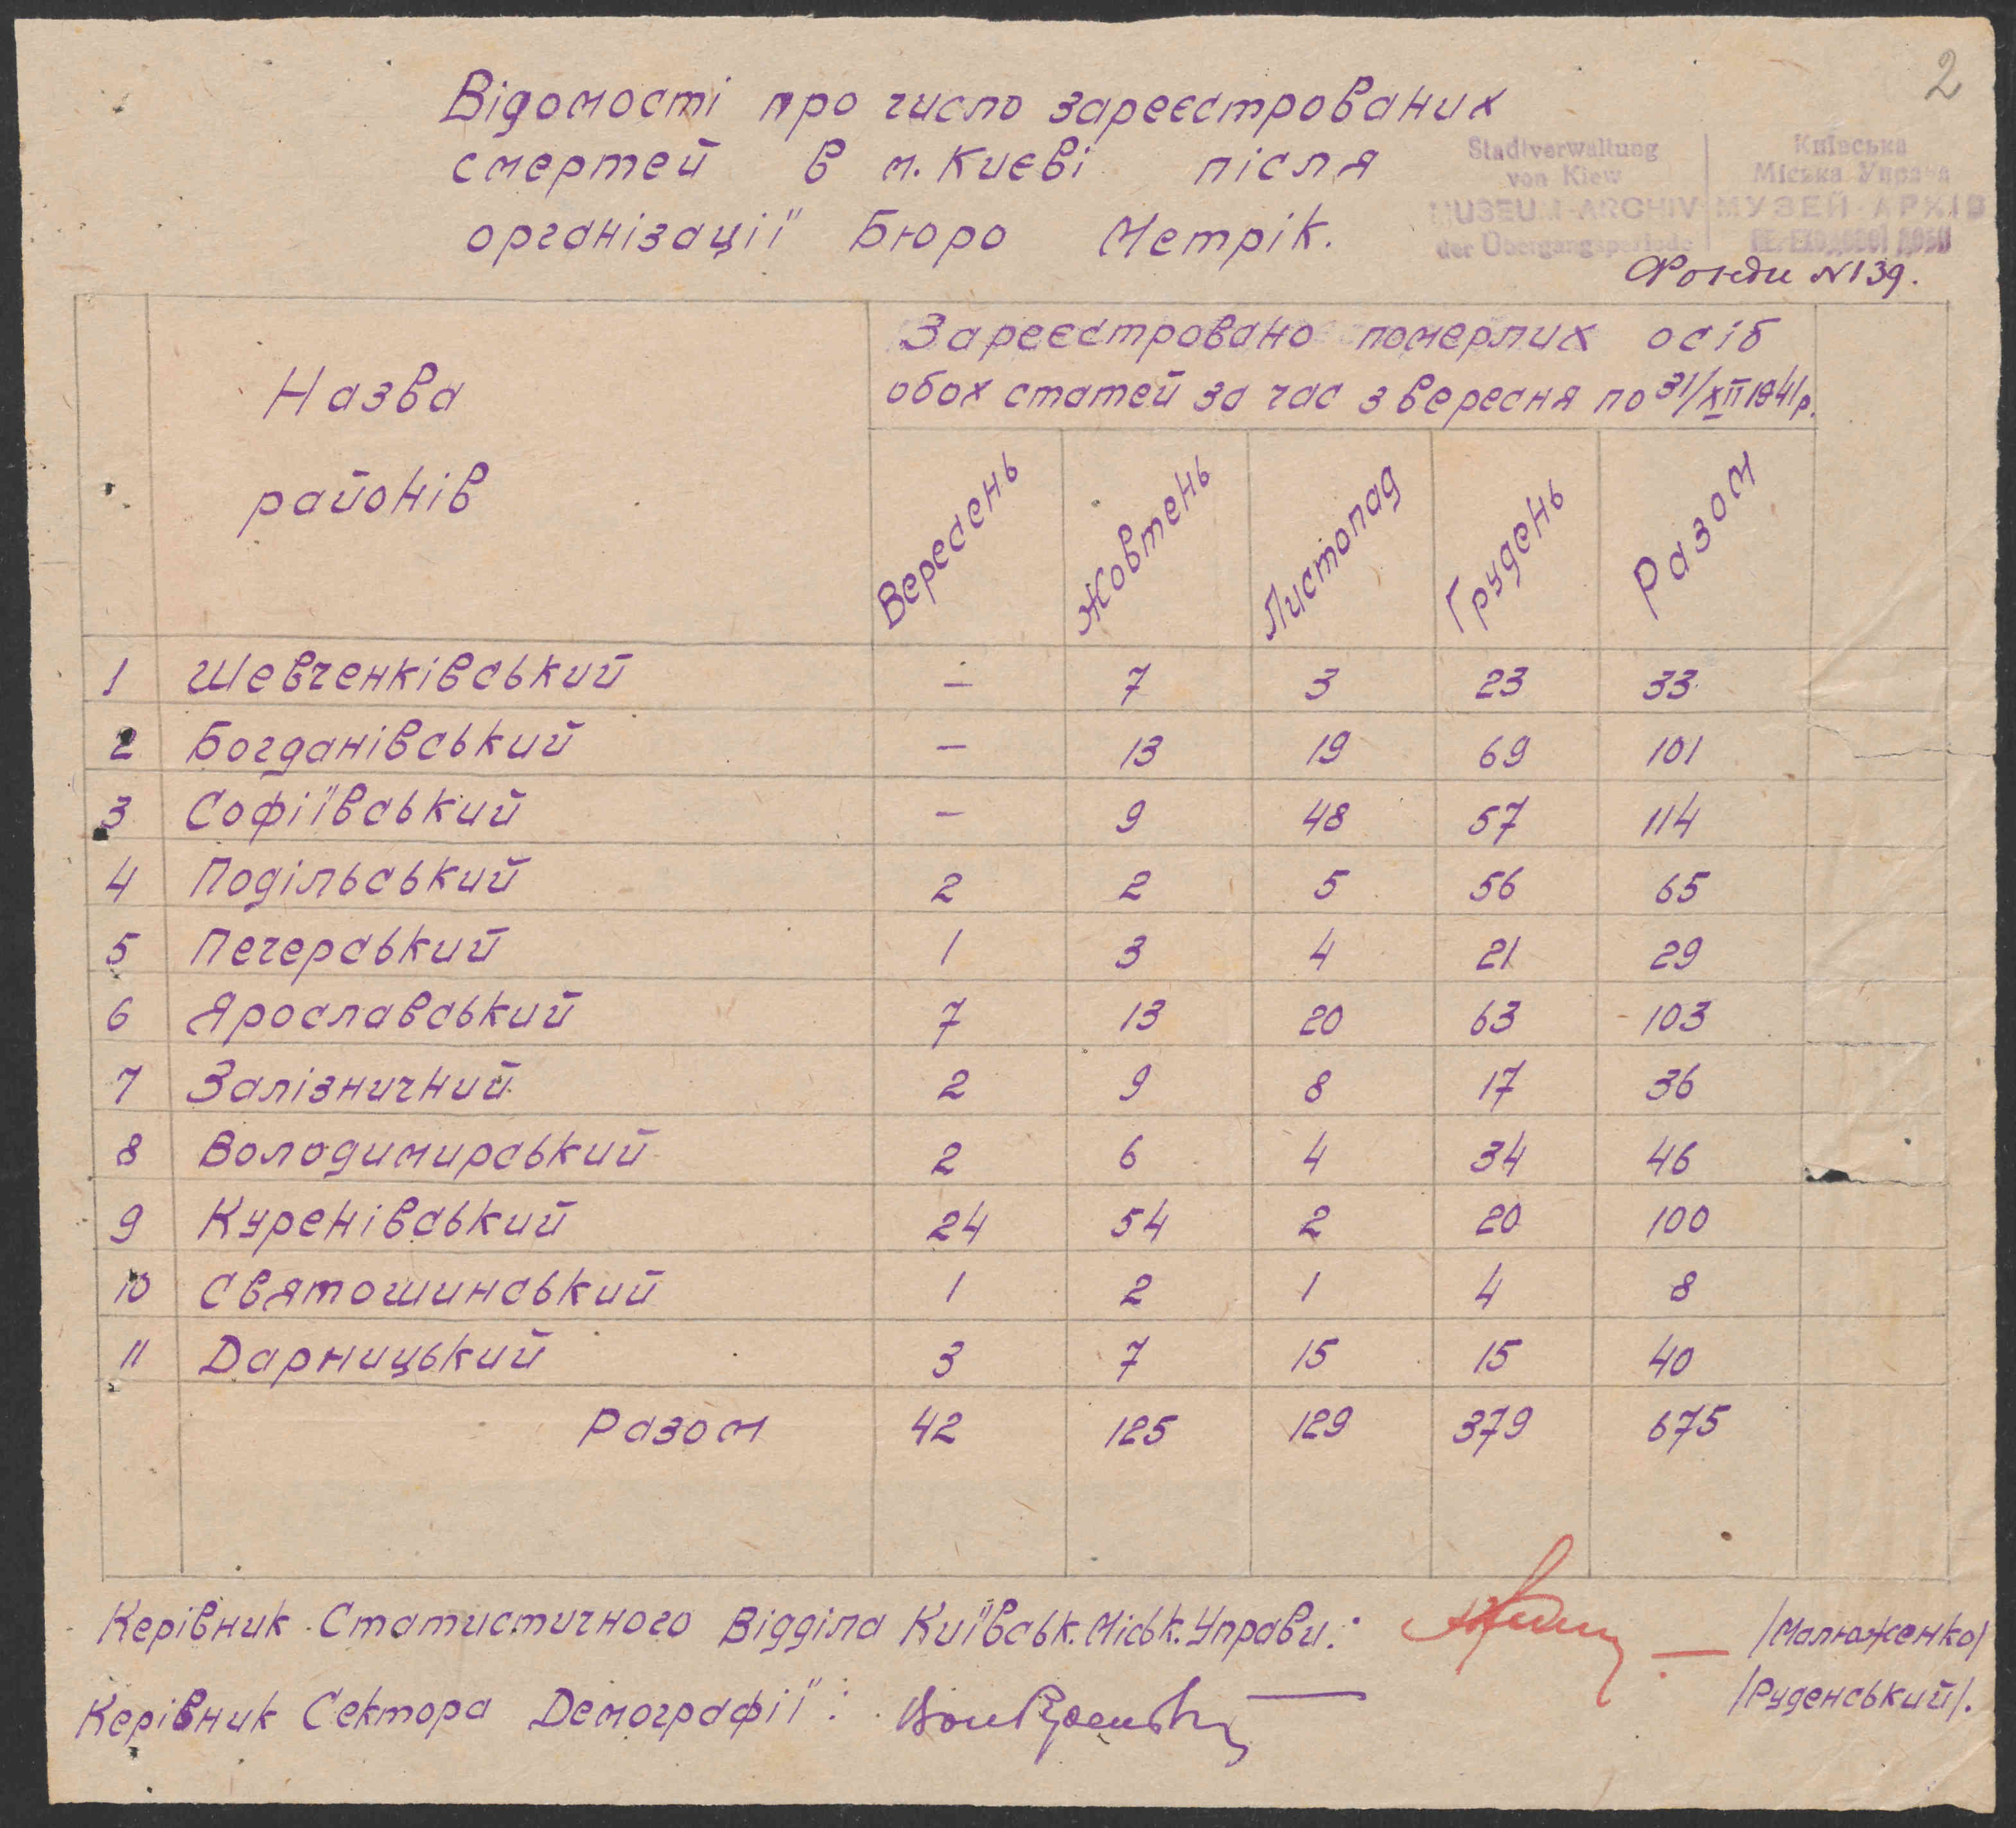 2
Відомості про число зареєстрованих
смертей в м. Києві після
організації Бюро Метрік.
Stadtverwaltung
von Kiew
MUSEUM-ARCHIV
der Übergangsperiode
Київська
Міська Управа
МУЗЕЙ-АРХІВ
ПЕРЕХОДОВОЇ ДОБИ
Фонди №139.
Назва
районів
Зареєстровано померлих осіб
обох статей за час з вересня по 31/XII 1941р.
Вересень Жовтень Листопад Грудень Разом
1 Шевченківський — 7 3 23 33
2 Богданівський — 13 19 69 101
3 Софіївський — 9 48 57 114
4 Подільський 2 2 5 56 65
5 Печерський 1 3 4 21 29
6 Ярославський 7 13 20 63 103
7 Залізничний 2 9 8 17 36
8 Володимирський 2 6 4 34 46
9 Куренівський 24 54 2 20 100
10 Святошинський 1 2 1 4 8
11 Дарницький 3 7 15 15 40
Разом 42 125 129 379 675
Керівник Статистичного Відділа Київськ. Міськ. Управи: /Малюженко/
Керівник Сектора Демографії: /Руденський/.